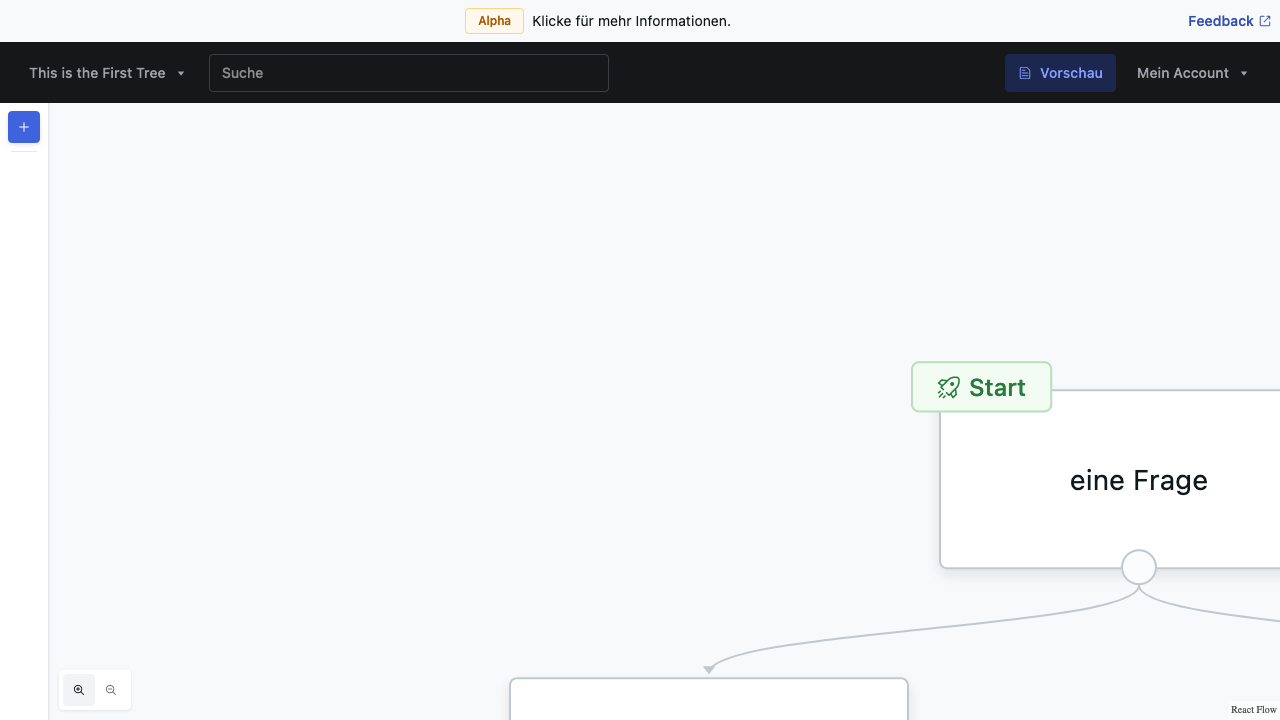 Alpha Klicke für mehr Informationen.
Feedback
This is the First Tree
Suche
Vorschau
Mein Account
Start
eine Frage
React Flow